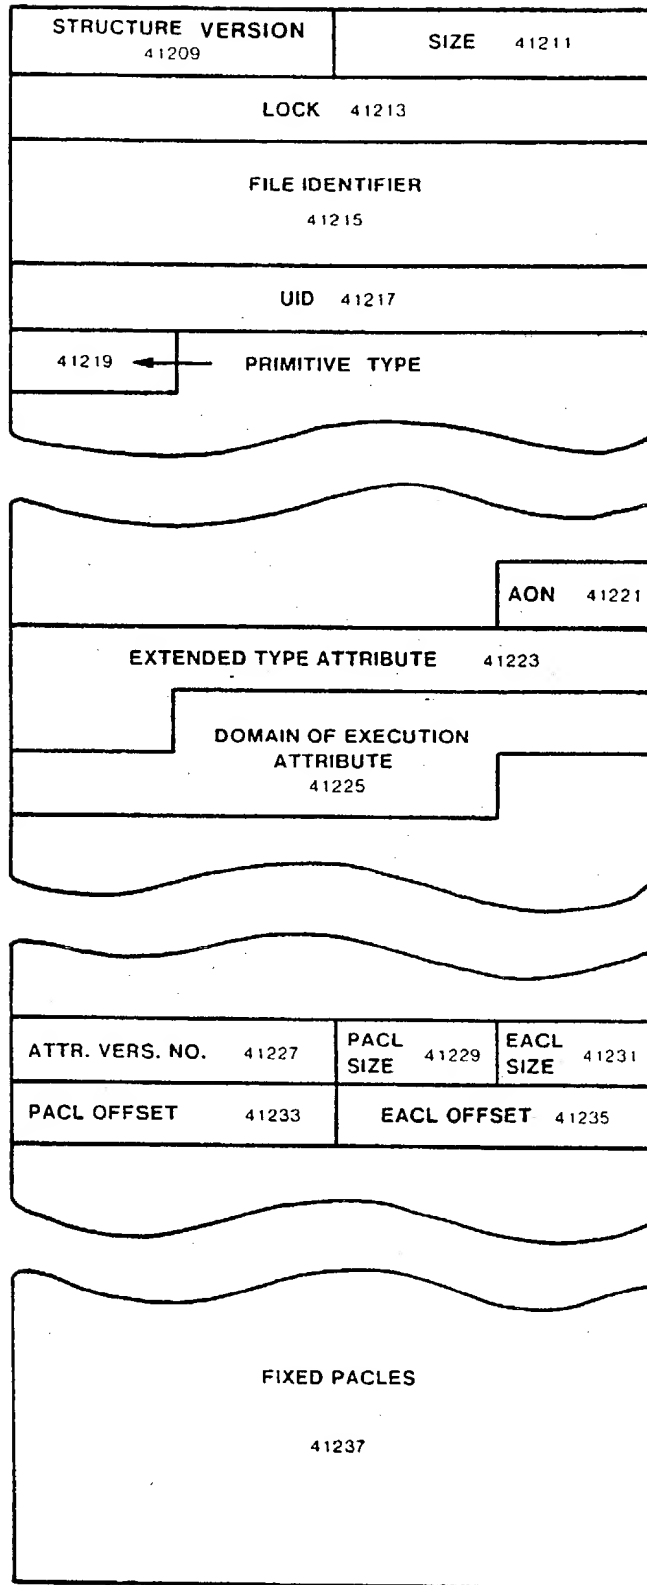 STRUCTURE VERSION
41209
SIZE 41211
LOCK 41213
FILE IDENTIFIER
41215
UID 41217
41219 PRIMITIVE TYPE
AON 41221
EXTENDED TYPE ATTRIBUTE 41223
DOMAIN OF EXECUTION
ATTRIBUTE
41225
ATTR. VERS. NO. 41227
PACL
SIZE 41229
EACL
SIZE 41231
PACL OFFSET 41233
EACL OFFSET 41235
FIXED PACLES
41237